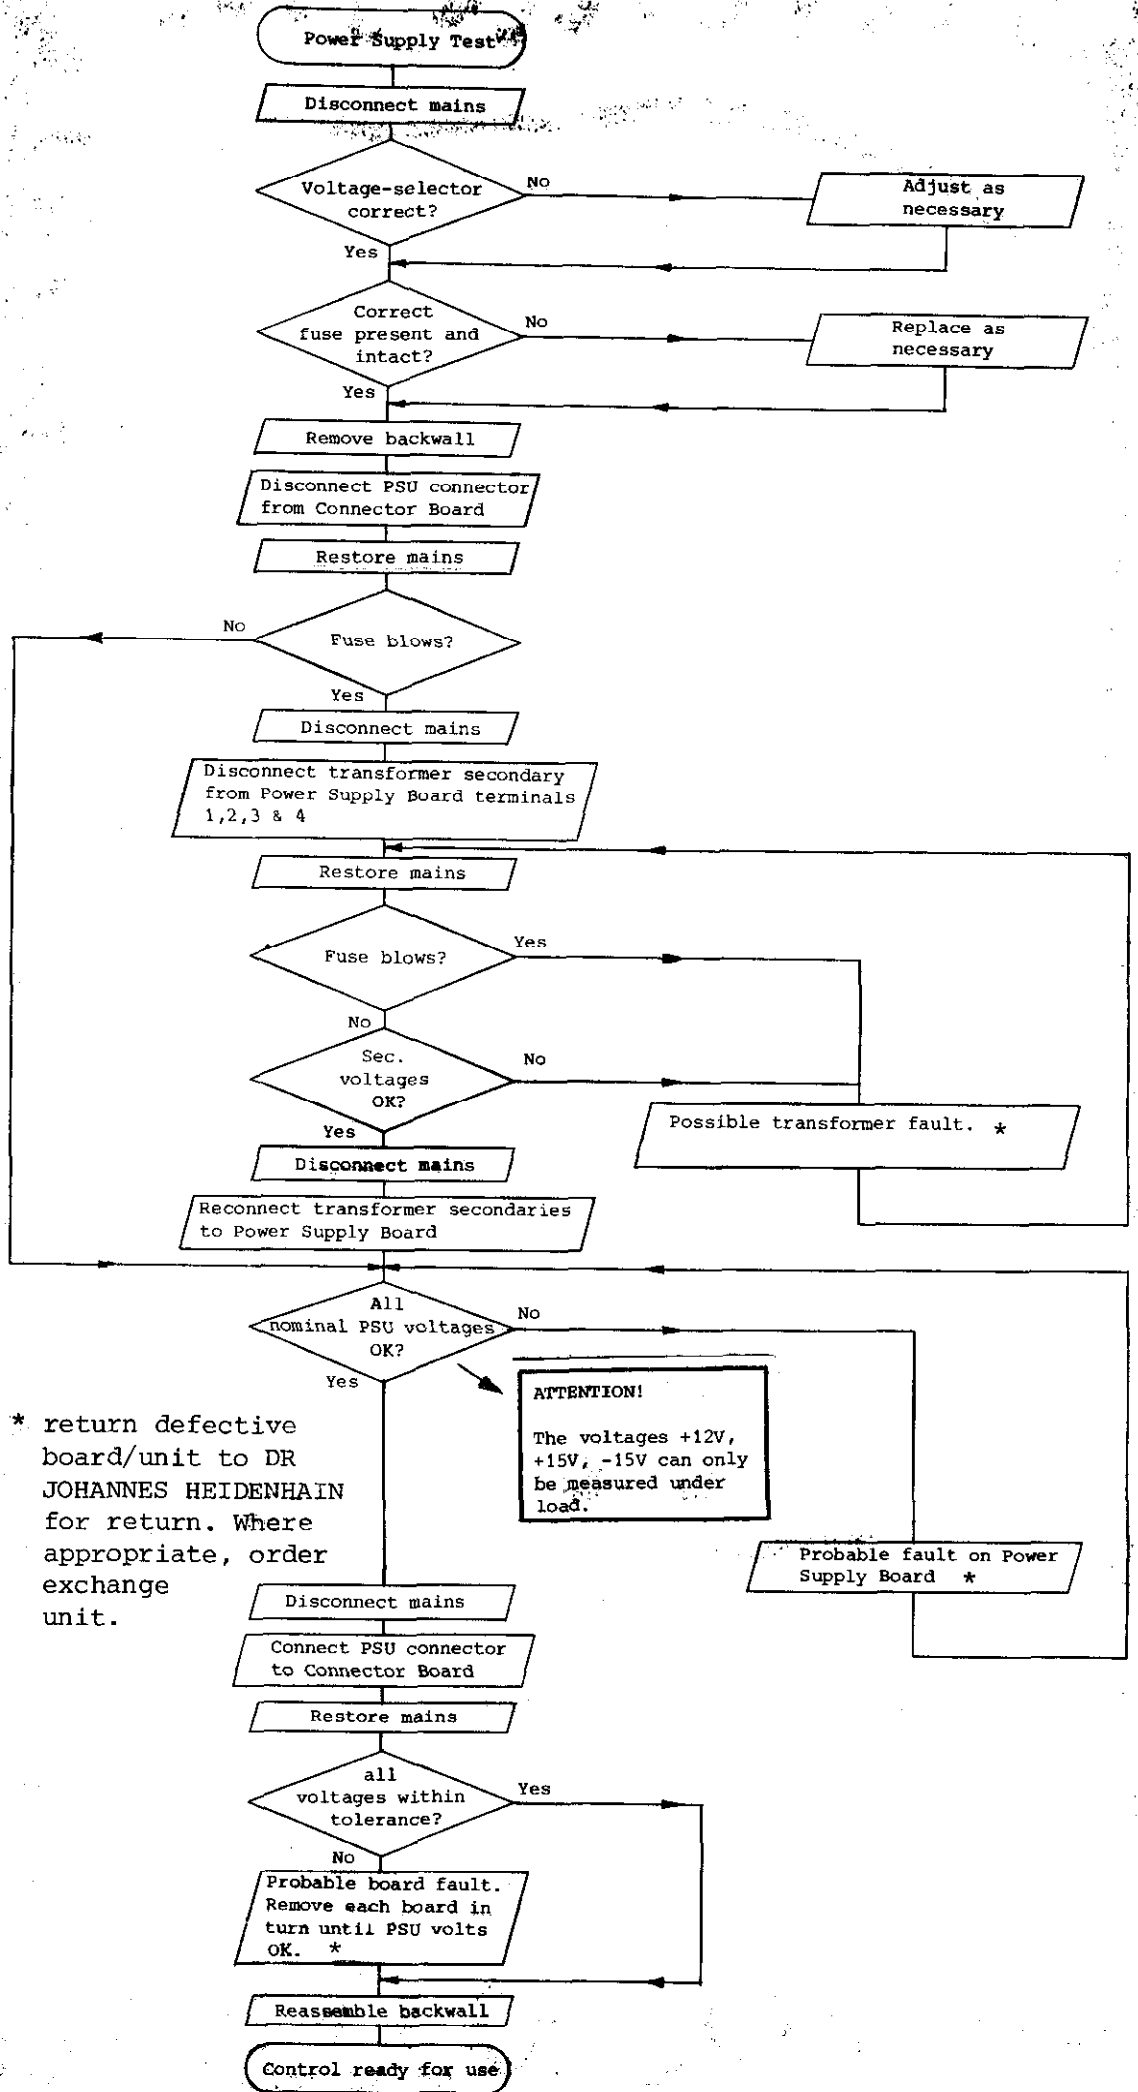 Power Supply Test
Disconnect mains
Voltage-selector
correct?
No
Adjust as
necessary
Yes
Correct
fuse present and
intact?
No
Replace as
necessary
Yes
Remove backwall
Disconnect PSU connector
from Connector Board
Restore mains
No
Fuse blows?
Yes
Disconnect mains
Disconnect transformer secondary
from Power Supply Board terminals
1,2,3 & 4
Restore mains
Fuse blows?
Yes
No
Sec.
voltages
OK?
No
Possible transformer fault. *
Yes
Disconnect mains
Reconnect transformer secondaries
to Power Supply Board
All
nominal PSU voltages
OK?
No
Yes
ATTENTION!
The voltages +12V,
+15V, -15V can only
be measured under
load.
* return defective
board/unit to DR
JOHANNES HEIDENHAIN
for return. Where
appropriate, order
exchange
unit.
Probable fault on Power
Supply Board *
Disconnect mains
Connect PSU connector
to Connector Board
Restore mains
all
voltages within
tolerance?
Yes
No
Probable board fault.
Remove each board in
turn until PSU volts
OK. *
Reassemble backwall
Control ready for use